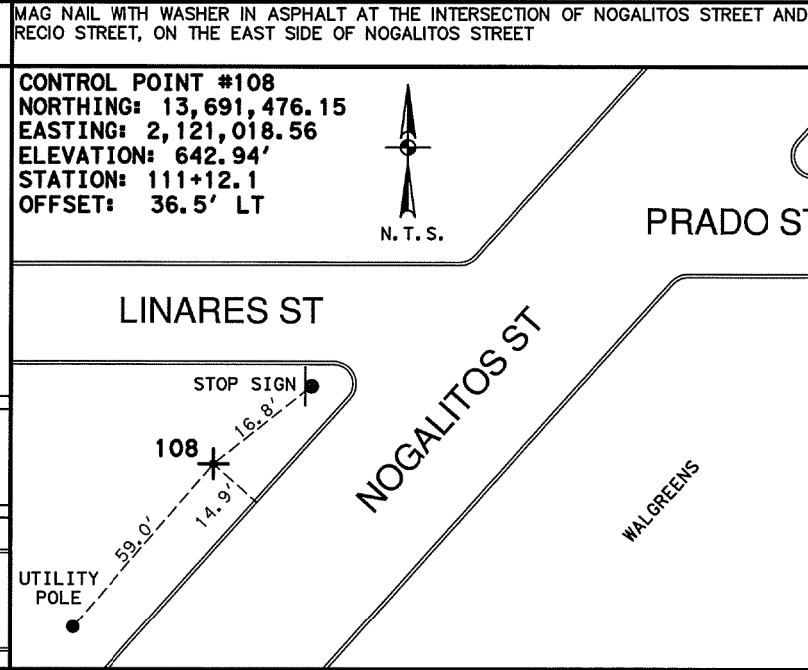 MAG NAIL WITH WASHER IN ASPHALT AT THE INTERSECTION OF NOGALITOS STREET AND
RECIO STREET, ON THE EAST SIDE OF NOGALITOS STREET
CONTROL POINT #108
NORTHING: 13,691,476.15
EASTING: 2,121,018.56
ELEVATION: 642.94'
STATION: 111+12.1
OFFSET: 36.5' LT
N.T.S.
PRADO ST
LINARES ST
NOGALITOS ST
STOP SIGN
16.8'
108
14.9'
59.0'
UTILITY
POLE
WALGREENS